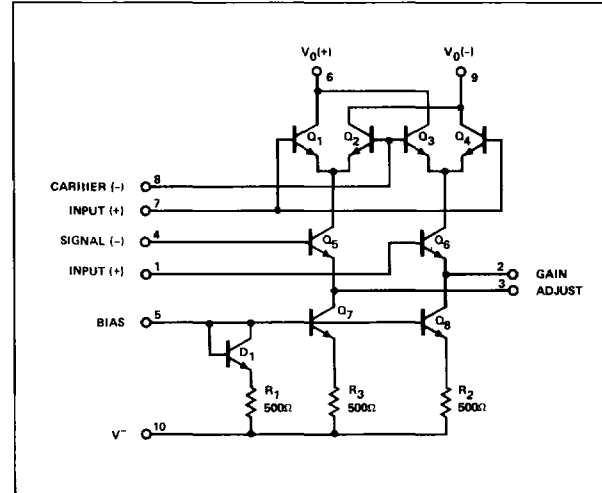 V0(+) V0(-)
6 9
Q1 Q2 Q3 Q4
CARRIER (-) 8
INPUT (+) 7
SIGNAL (-) 4 Q5 Q6
INPUT (+) 1
2 GAIN
3 ADJUST
BIAS 5 Q7 Q8
D1
R1 500Ω R3 500Ω R2 500Ω
V- 10